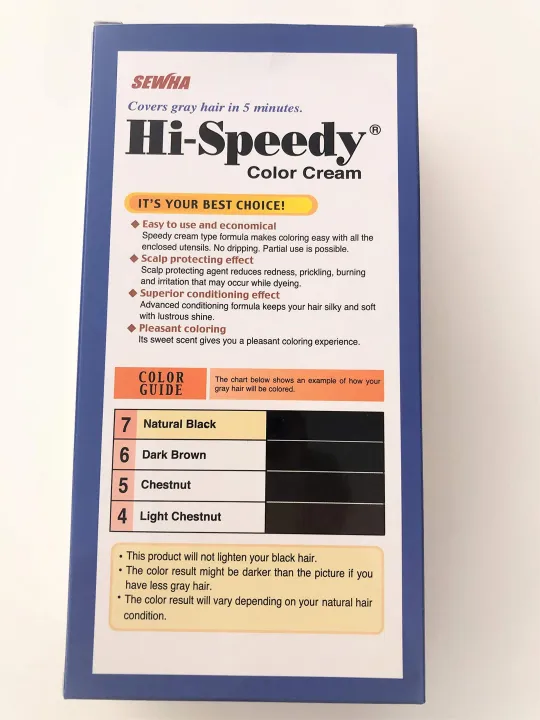 SEWHA
Covers gray hair in 5 minutes.
Hi-Speedy®
Color Cream
IT'S YOUR BEST CHOICE!
◆ Easy to use and economical
Speedy cream type formula makes coloring easy with all the
enclosed utensils. No dripping. Partial use is possible.
◆ Scalp protecting effect
Scalp protecting agent reduces redness, prickling, burning
and irritation that may occur while dyeing.
◆ Superior conditioning effect
Advanced conditioning formula keeps your hair silky and soft
with lustrous shine.
◆ Pleasant coloring
Its sweet scent gives you a pleasant coloring experience.
COLOR
GUIDE
The chart below shows an example of how your
gray hair will be colored.
7 Natural Black
6 Dark Brown
5 Chestnut
4 Light Chestnut
• This product will not lighten your black hair.
• The color result might be darker than the picture if you
have less gray hair.
• The color result will vary depending on your natural hair
condition.